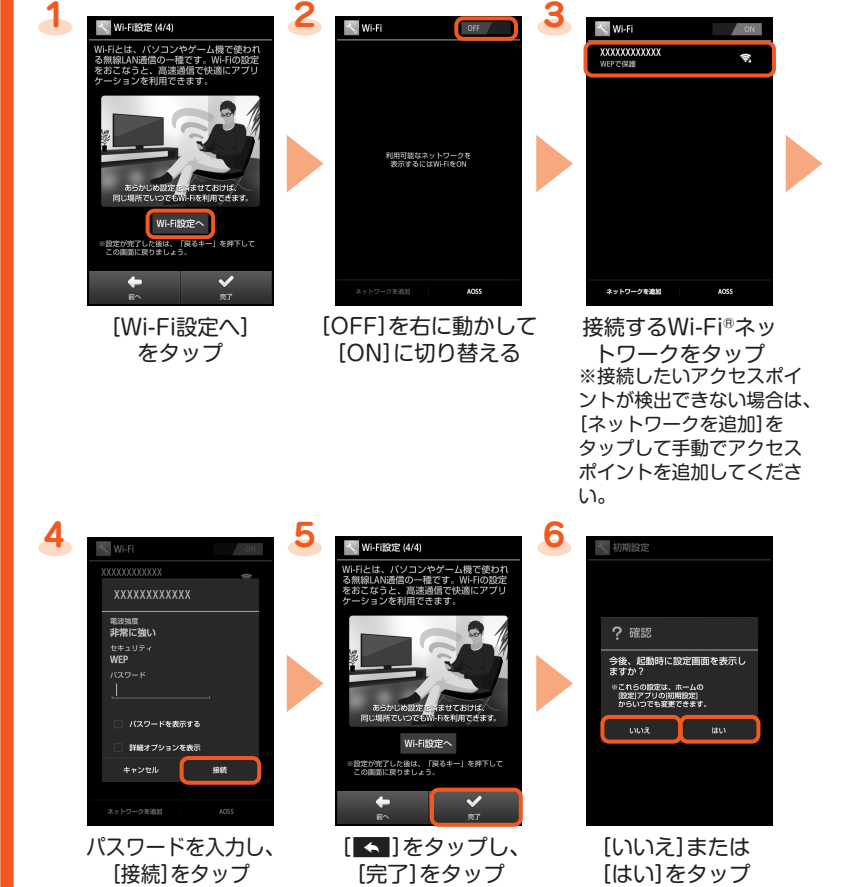 1
Wi-Fi設定 (4/4)
Wi-Fiとは、パソコンやゲーム機で使われ
る無線LAN通信の一種です。Wi-Fiの設定
をおこなうと、高速通信で快適にアプリ
ケーションを利用できます。
あらかじめ設定を済ませておけば、
同じ場所でいつでもWi-Fiを利用できます。
Wi-Fi設定へ
※設定が完了した後は、「戻るキー」を押下して
この画面に戻りましょう。
前へ
完了
[Wi-Fi設定へ]
をタップ
2
Wi-Fi
OFF
利用可能なネットワークを
表示するにはWi-FiをON
ネットワークを追加
AOSS
[OFF]を右に動かして
[ON]に切り替える
3
Wi-Fi
ON
XXXXXXXXXXXX
WEPで保護
ネットワークを追加
AOSS
接続するWi-Fi®ネッ
トワークをタップ
※接続したいアクセスポイ
ントが検出できない場合は、
[ネットワークを追加]を
タップして手動でアクセス
ポイントを追加してくださ
い。
4
Wi-Fi
ON
XXXXXXXXXXXX
XXXXXXXXXXXX
電波強度
非常に強い
セキュリティ
WEP
パスワード
パスワードを表示する
詳細オプションを表示
キャンセル
接続
ネットワークを追加
AOSS
パスワードを入力し、
[接続]をタップ
5
Wi-Fi設定 (4/4)
Wi-Fiとは、パソコンやゲーム機で使われ
る無線LAN通信の一種です。Wi-Fiの設定
をおこなうと、高速通信で快適にアプリ
ケーションを利用できます。
あらかじめ設定を済ませておけば、
同じ場所でいつでもWi-Fiを利用できます。
Wi-Fi設定へ
※設定が完了した後は、「戻るキー」を押下して
この画面に戻りましょう。
前へ
完了
[ ]をタップし、
[完了]をタップ
6
初期設定
? 確認
今後、起動時に設定画面を表示し
ますか？
※これらの設定は、ホームの
[設定]アプリの[初期設定]
からいつでも変更できます。
いいえ
はい
[いいえ]または
[はい]をタップ